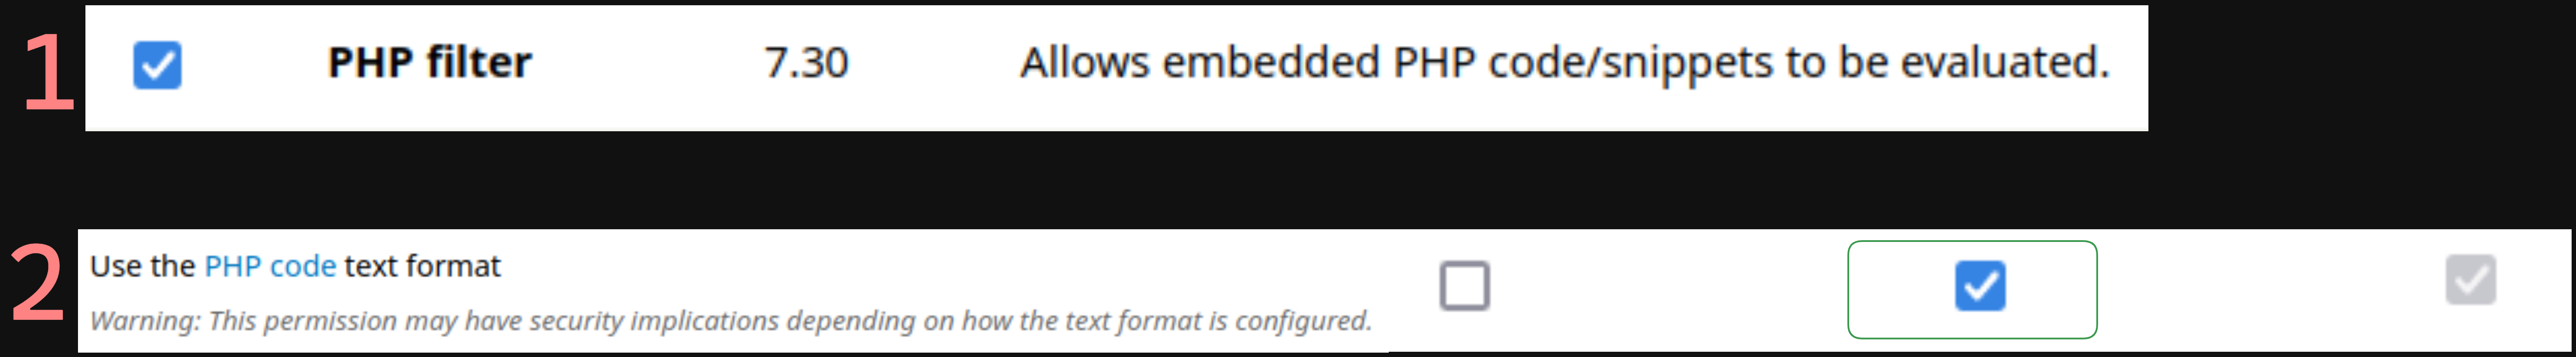 1
PHP filter 7.30 Allows embedded PHP code/snippets to be evaluated.
2
Use the PHP code text format
Warning: This permission may have security implications depending on how the text format is configured.